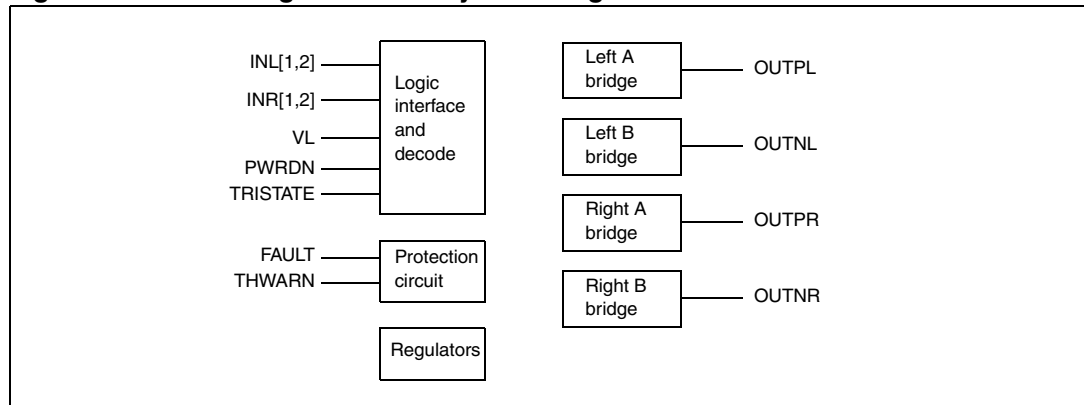 INL[1,2]
INR[1,2]
VL
PWRDN
TRISTATE
Logic
interface
and
decode
FAULT
THWARN
Protection
circuit
Regulators
Left A
bridge
OUTPL
Left B
bridge
OUTNL
Right A
bridge
OUTPR
Right B
bridge
OUTNR